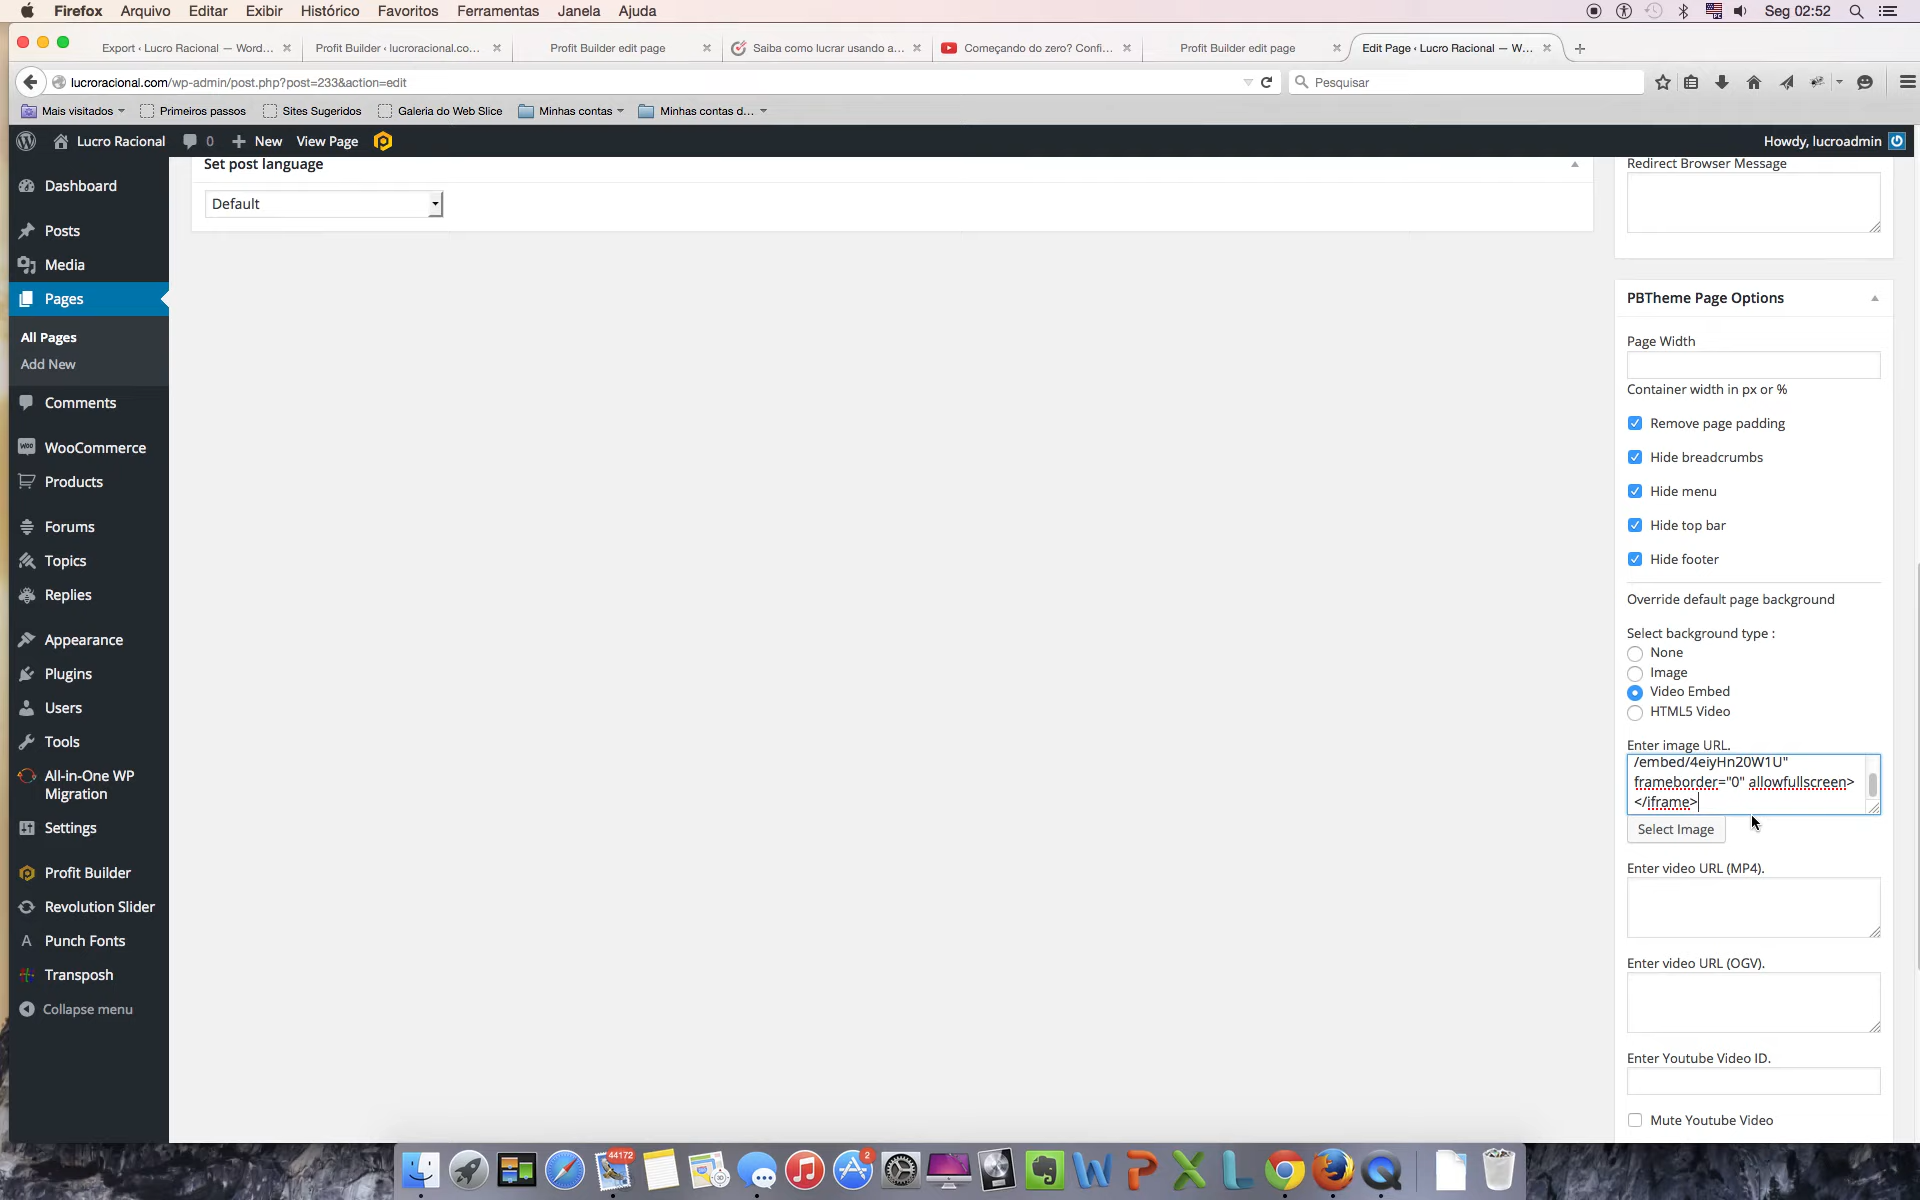 Firefox Arquivo Editar Exibir Histórico Favoritos Ferramentas Janela Ajuda Seg 02:52
Export ‹ Lucro Racional — Word... Profit Builder ‹ lucroracional.co... Profit Builder edit page Saiba como lucrar usando a... Começando do zero? Confi... Profit Builder edit page Edit Page ‹ Lucro Racional — W...
lucroracional.com/wp-admin/post.php?post=233&action=edit Pesquisar
Mais visitados Primeiros passos Sites Sugeridos Galeria do Web Slice Minhas contas Minhas contas d...
Lucro Racional 0 New View Page Howdy, lucroadmin
Dashboard
Posts
Media
Pages
All Pages
Add New
Comments
WooCommerce
Products
Forums
Topics
Replies
Appearance
Plugins
Users
Tools
All-in-One WP
Migration
Settings
Profit Builder
Revolution Slider
Punch Fonts
Transposh
Collapse menu
Set post language
Default
Redirect Browser Message
PBTheme Page Options
Page Width
Container width in px or %
Remove page padding
Hide breadcrumbs
Hide menu
Hide top bar
Hide footer
Override default page background
Select background type :
None
Image
Video Embed
HTML5 Video
Enter image URL.
/embed/4eiyHn20W1U"
frameborder="0" allowfullscreen>
</iframe>
Select Image
Enter video URL (MP4).
Enter video URL (OGV).
Enter Youtube Video ID.
Mute Youtube Video
44172
2